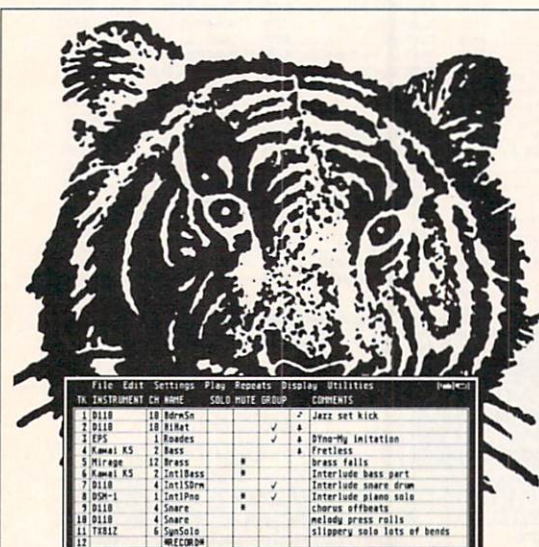 File Edit Settings Play Repeats Display Utilities
TK INSTRUMENT CH NAME SOLO MUTE GROUP COMMENTS
1 D110 10 BdrmSn Jazz set kick
2 D110 10 HiHat √
3 EPS 1 Roades √ DYno-My imitation
4 Kawai K5 2 Bass Fretless
5 Mirage 12 Brass * brass falls
6 Kawai K5 2 IntlBass * Interlude bass part
7 D110 4 IntlSDrm √ Interlude snare drum
8 DSM-1 1 IntlPno * √ Interlude piano solo
9 D110 4 Snare * chorus offbeats
10 D110 4 Snare melody press rolls
11 TX81Z 6 SynSolo slippery solo lots of bends
12 *RECORD*